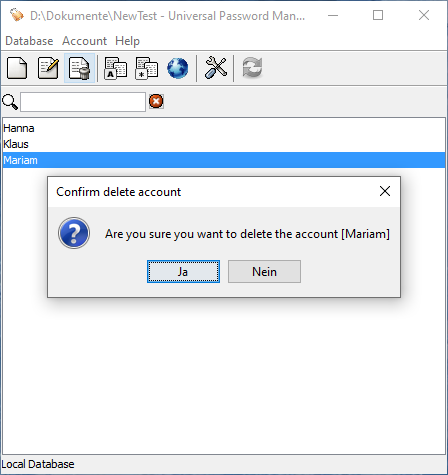 D:\Dokumente\NewTest - Universal Password Man...
Database Account Help
Hanna
Klaus
Mariam
Confirm delete account
Are you sure you want to delete the account [Mariam]
Ja Nein
Local Database